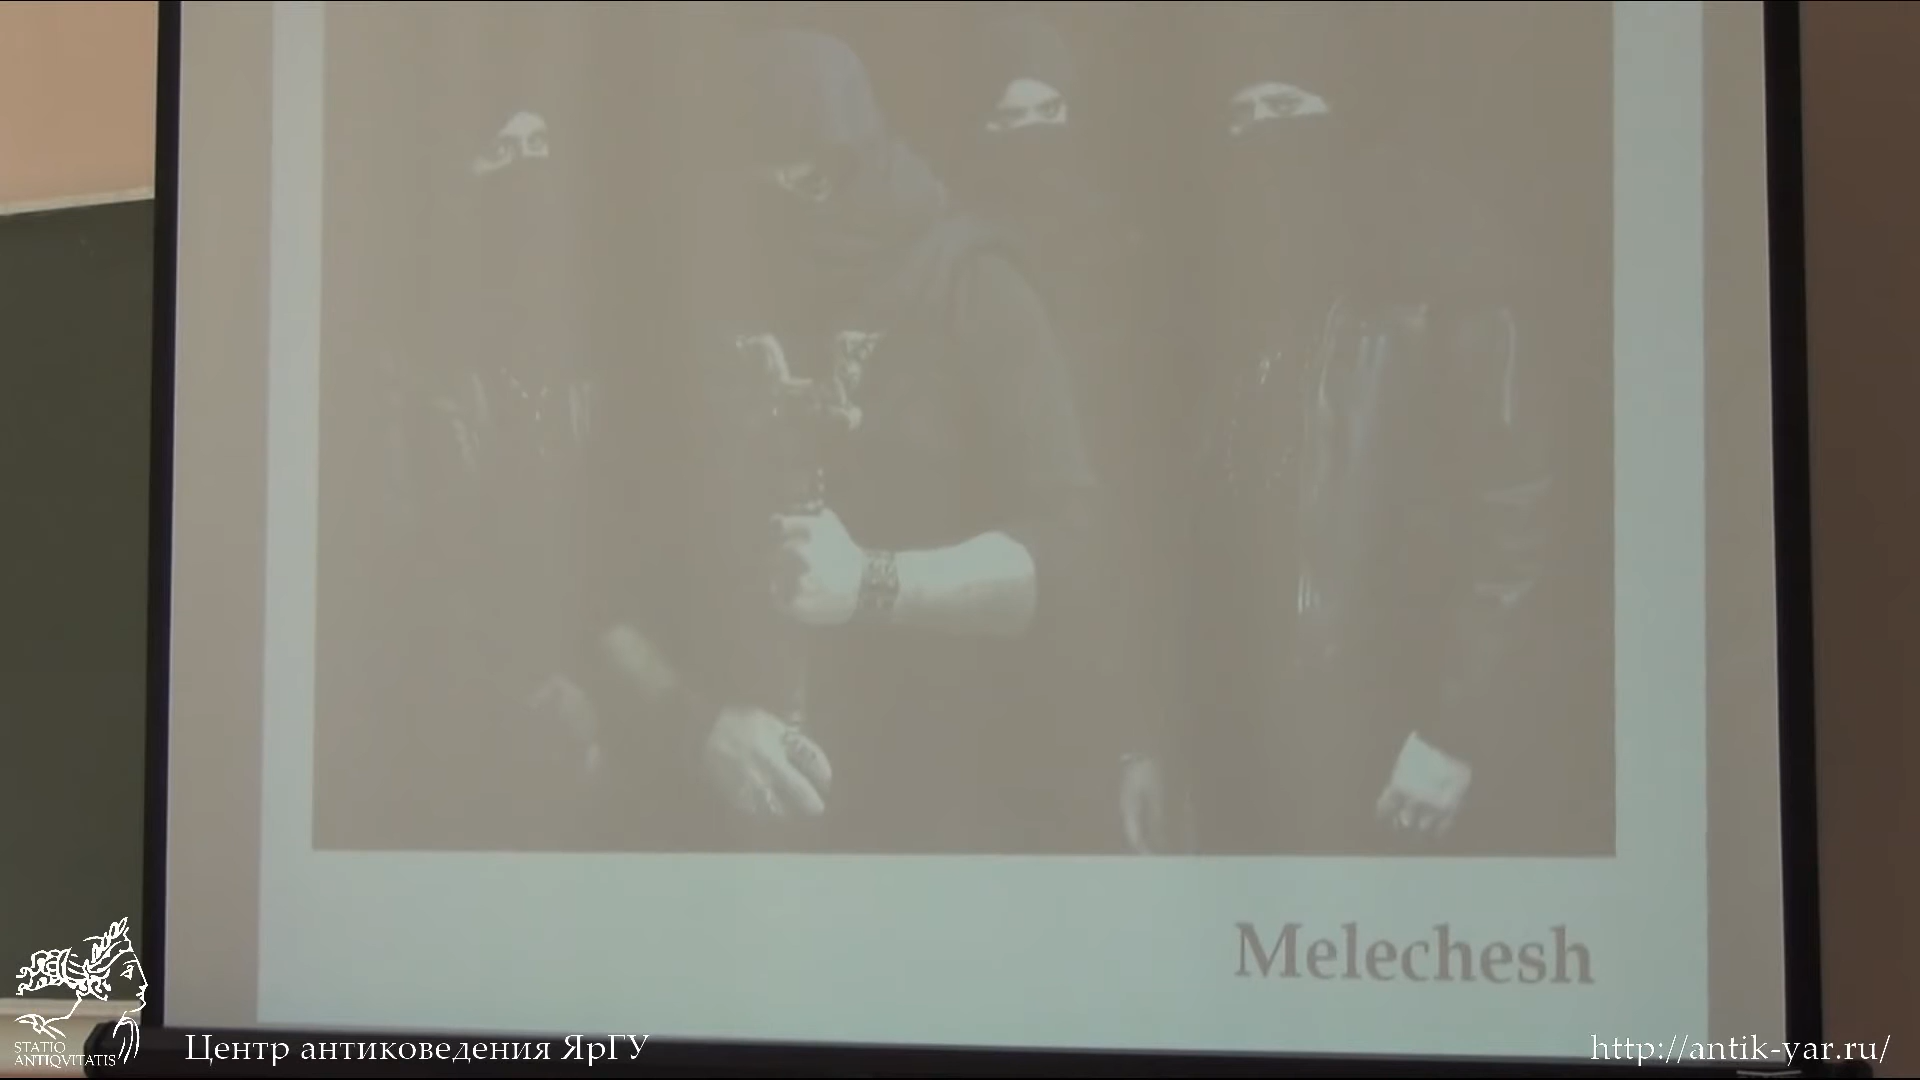 Melechesh
STATIO
ANTIQVITATIS
Центр антиковедения ЯрГУ
http://antik-yar.ru/